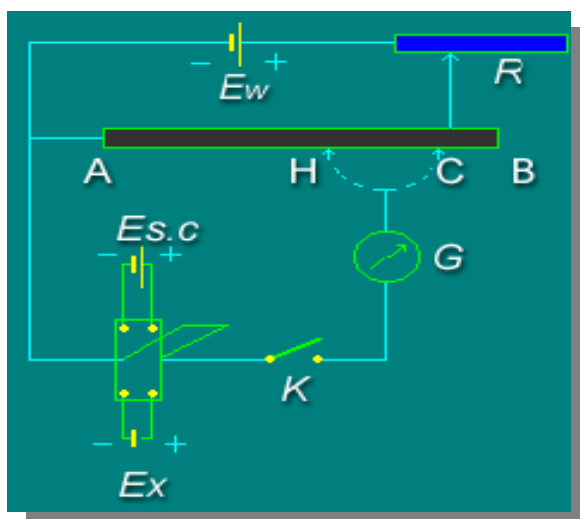 − Ew +
R
A H C B
Es.c
− +
G
K
− +
Ex